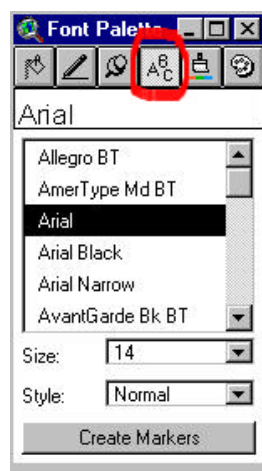 Font Palette
ABC
Arial
Allegro BT
AmerType Md BT
Arial
Arial Black
Arial Narrow
AvantGarde Bk BT
Size: 14
Style: Normal
Create Markers